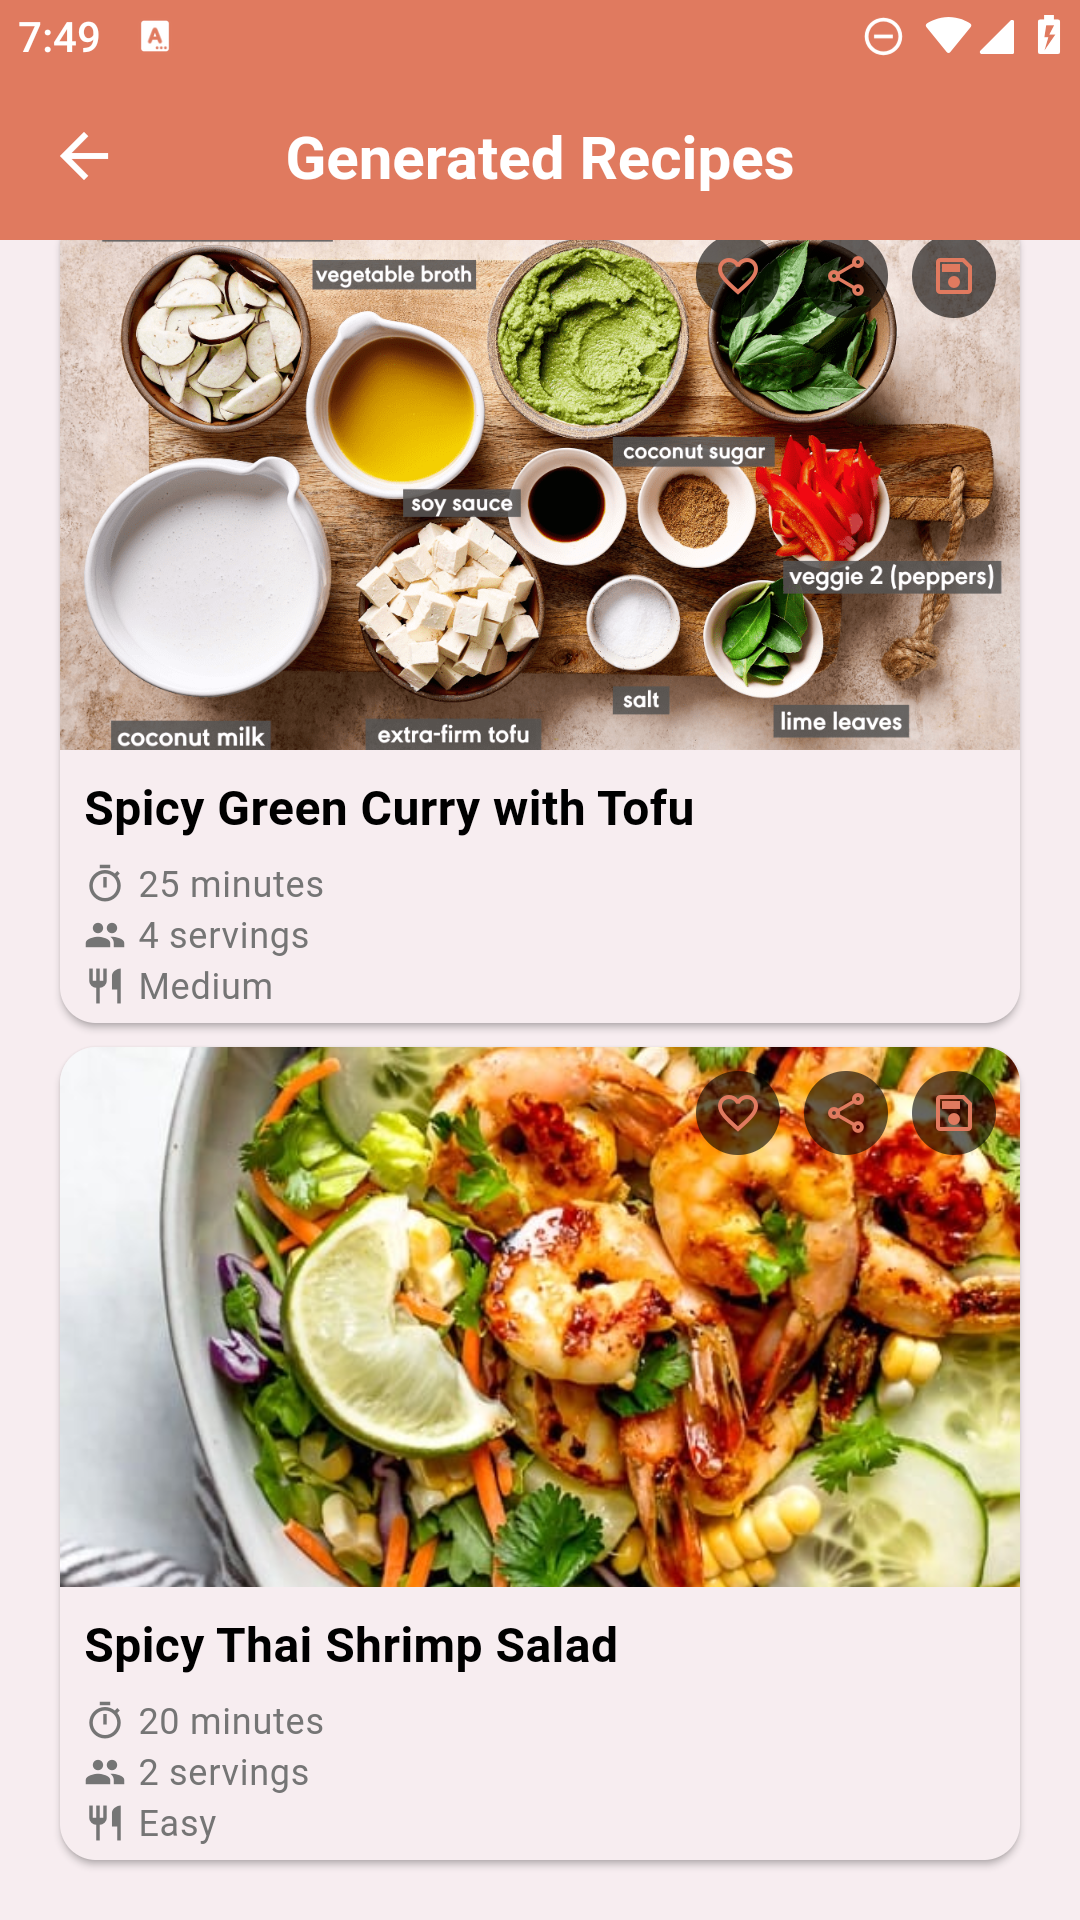 7:49
A
Generated Recipes
vegetable broth
coconut sugar
soy sauce
veggie 2 (peppers)
salt
lime leaves
coconut milk
extra-firm tofu
Spicy Green Curry with Tofu
25 minutes
4 servings
Medium
Spicy Thai Shrimp Salad
20 minutes
2 servings
Easy